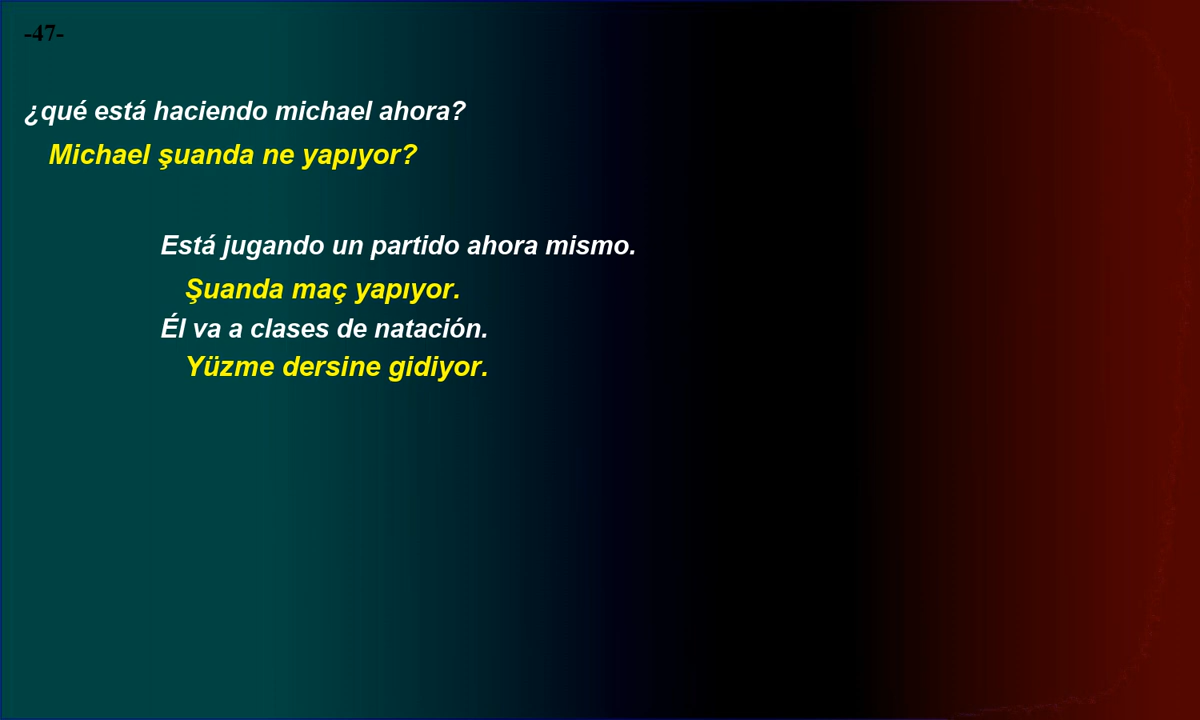 -47-
¿qué está haciendo michael ahora?
Michael şuanda ne yapıyor?
Está jugando un partido ahora mismo.
Şuanda maç yapıyor.
Él va a clases de natación.
Yüzme dersine gidiyor.